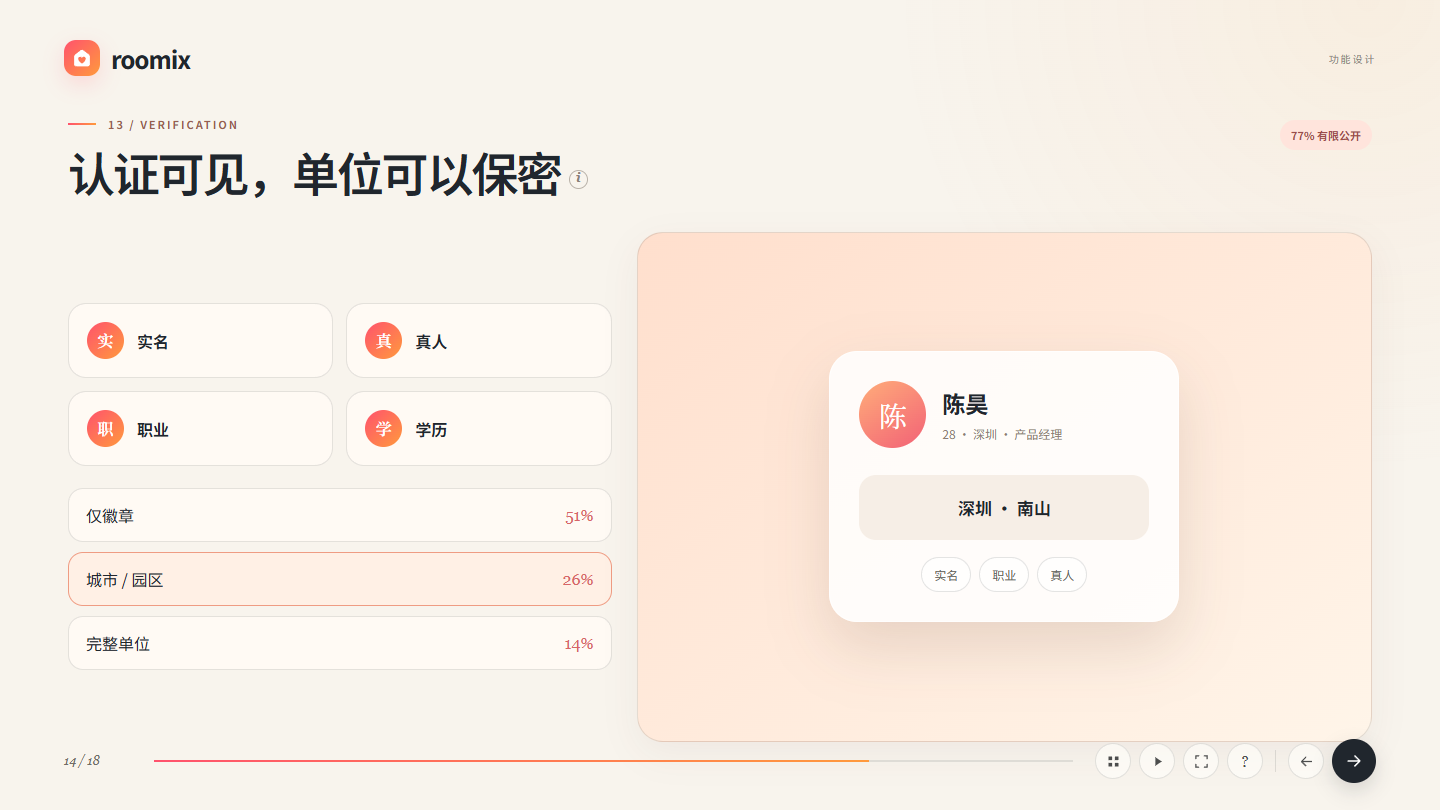 roomix
功能设计
13 / VERIFICATION
77% 有限公开
认证可见，单位可以保密 i
实 实名
真 真人
职 职业
学 学历
仅徽章 51%
城市 / 园区 26%
完整单位 14%
陈 陈昊
28 · 深圳 · 产品经理
深圳 · 南山
实名 职业 真人
14 / 18
?